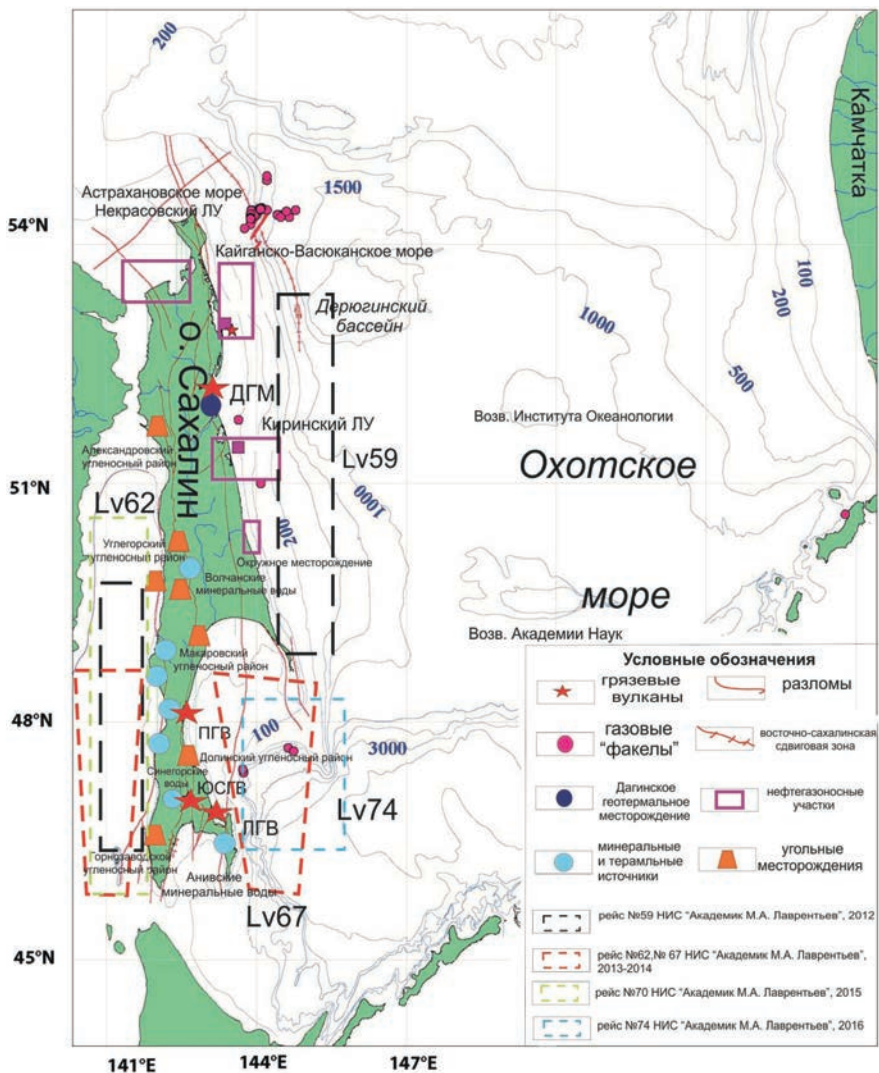 200
Камчатка
Астрахановское море
Некрасовский ЛУ
1500
54°N
Кайганско-Васюканское море
100
200
Дерюгинский
бассейн
1000
500
о. Сахалин
ДГМ
Возв. Института Океанологии
Киринский ЛУ
Александровский
угленосный район
Lv59
Охотское
51°N
Lv62
1000
200
Углегорский
угленосный район
Окружное месторождение
Волчанские
минеральные воды
море
Возв. Академии Наук
Макаровский
угленосный район
48°N
ПГВ
100
3000
Долинский угленосный район
Синегорские
воды
ЮСГВ
Lv74
ЛГВ
горнозаводской
угленосный район
Анивские
минеральные воды
Lv67
45°N
141°E
144°E
147°E
Условные обозначения
грязевые
вулканы
разломы
газовые
"факелы"
восточно-сахалинская
сдвиговая зона
Дагинское
геотермальное
месторождение
нефтегазоносные
участки
минеральные
и терамльные
источники
угольные
месторождения
рейс №59 НИС "Академик М.А. Лаврентьев", 2012
рейс №62,№ 67 НИС "Академик М.А. Лаврентьев",
2013-2014
рейс №70 НИС "Академик М.А. Лаврентьев", 2015
рейс №74 НИС "Академик М.А. Лаврентьев", 2016